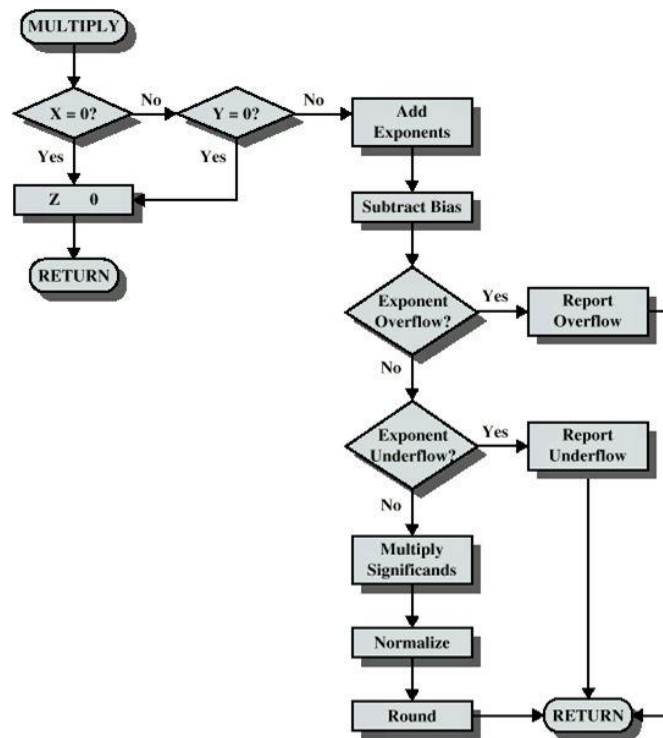 MULTIPLY
X = 0?
No
Y = 0?
No
Add
Exponents
Yes
Yes
Z 0
Subtract Bias
RETURN
Exponent
Overflow?
Yes
Report
Overflow
No
Exponent
Underflow?
Yes
Report
Underflow
No
Multiply
Significands
Normalize
Round
RETURN